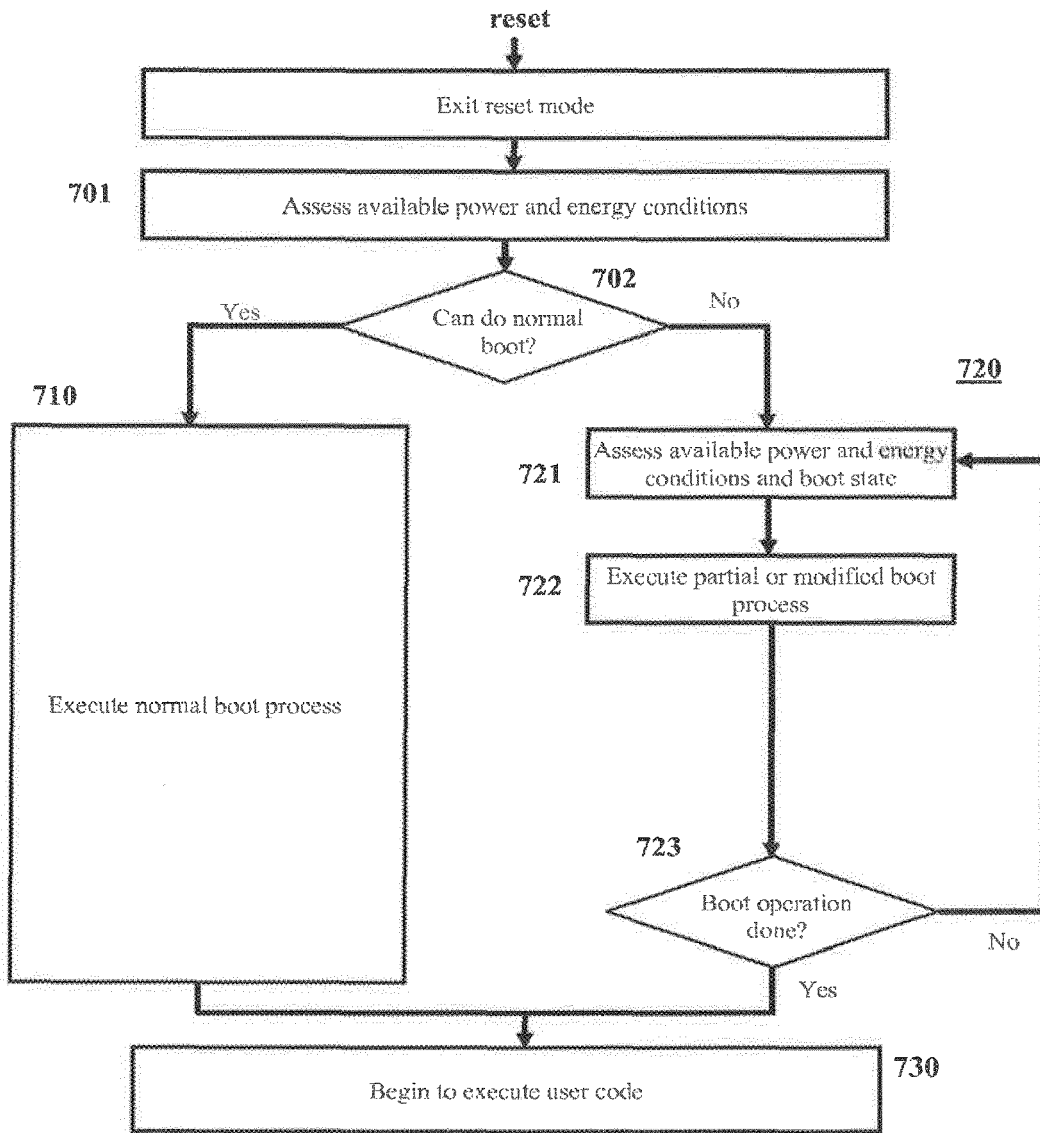 reset
Exit reset mode
701
Assess available power and energy conditions
702
Can do normal
boot?
Yes
No
710
720
Execute normal boot process
721
Assess available power and energy
conditions and boot state
722
Execute partial or modified boot
process
723
Boot operation
done?
No
Yes
730
Begin to execute user code